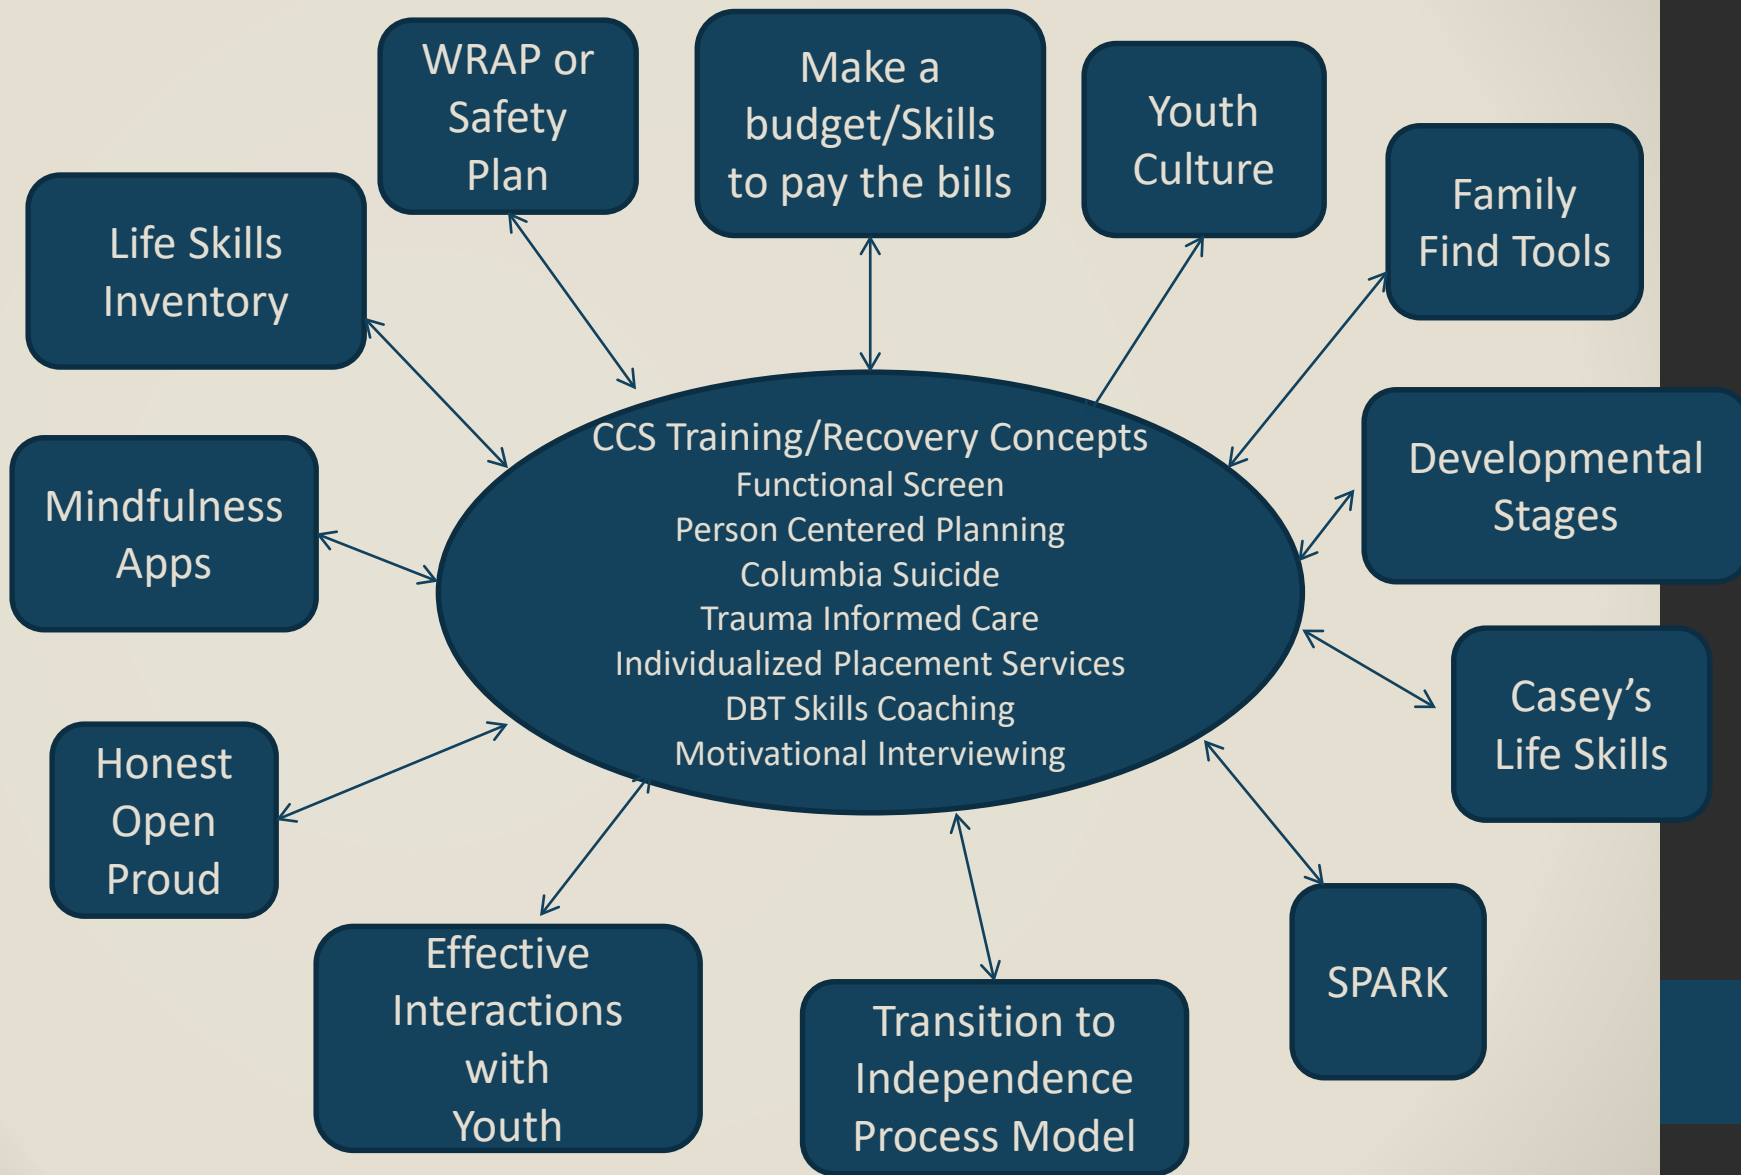 WRAP or
Safety
Plan
Make a
budget/Skills
to pay the bills
Youth
Culture
Family
Find Tools
Life Skills
Inventory
Mindfulness
Apps
CCS Training/Recovery Concepts
Functional Screen
Person Centered Planning
Columbia Suicide
Trauma Informed Care
Individualized Placement Services
DBT Skills Coaching
Motivational Interviewing
Developmental
Stages
Casey’s
Life Skills
Honest
Open
Proud
Effective
Interactions
with
Youth
Transition to
Independence
Process Model
SPARK